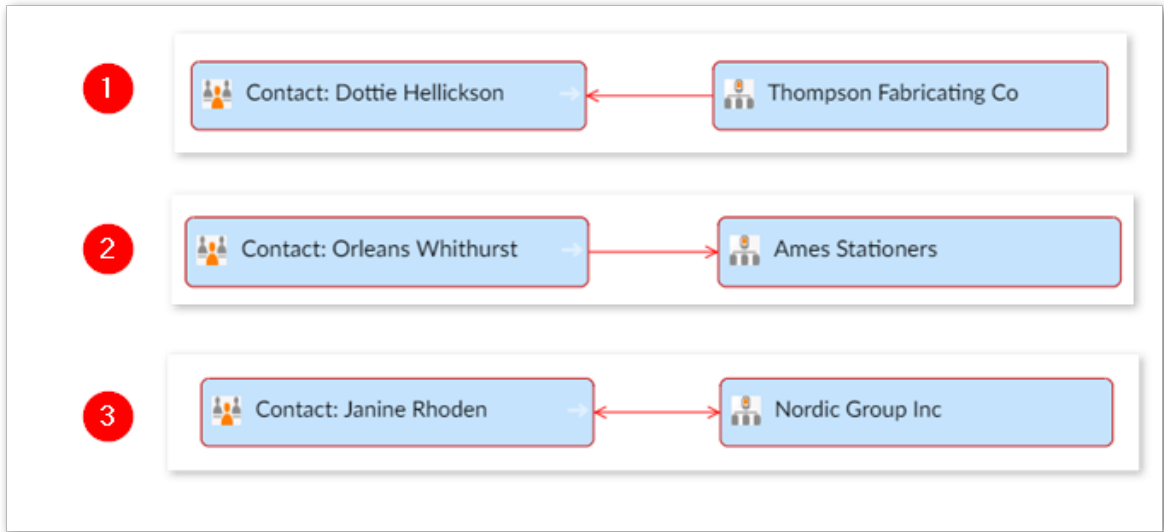 1
Contact: Dottie Hellickson
Thompson Fabricating Co
2
Contact: Orleans Whithurst
Ames Stationers
3
Contact: Janine Rhoden
Nordic Group Inc